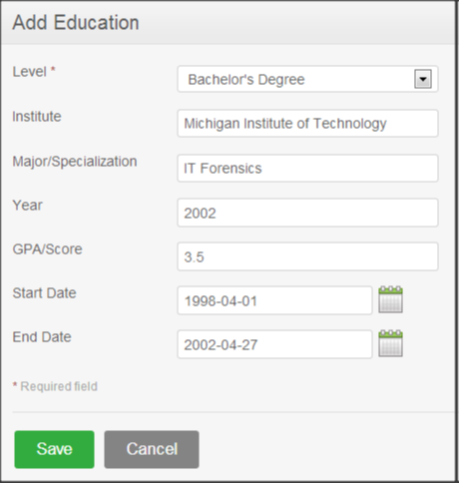 Add Education
Level * Bachelor's Degree
Institute Michigan Institute of Technology
Major/Specialization IT Forensics
Year 2002
GPA/Score 3.5
Start Date 1998-04-01
End Date 2002-04-27
* Required field
Save Cancel